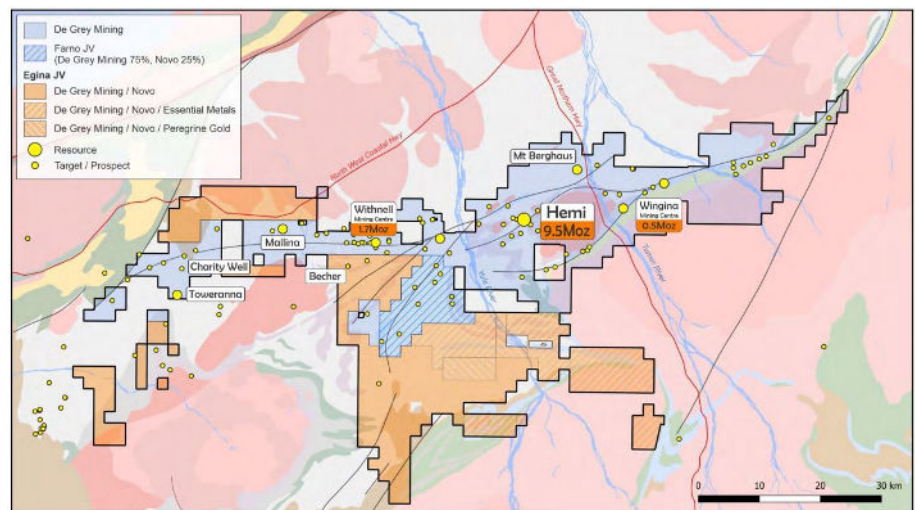 De Grey Mining
Farno JV
(De Grey Mining 75%, Novo 25%)
Egina JV
De Grey Mining / Novo
De Grey Mining / Novo / Essential Metals
De Grey Mining / Novo / Peregrine Gold
Resource
Target / Prospect
North West Coastal Hwy
Great Northern Hwy
Mt Berghaus
Withnell
Mining Centre
1.7Moz
Hemi
9.5Moz
Wingina
Mining Centre
0.5Moz
Mallina
Charity Well
Becher
Toweranna
Yule River
Turner River
0 10 20 30 km